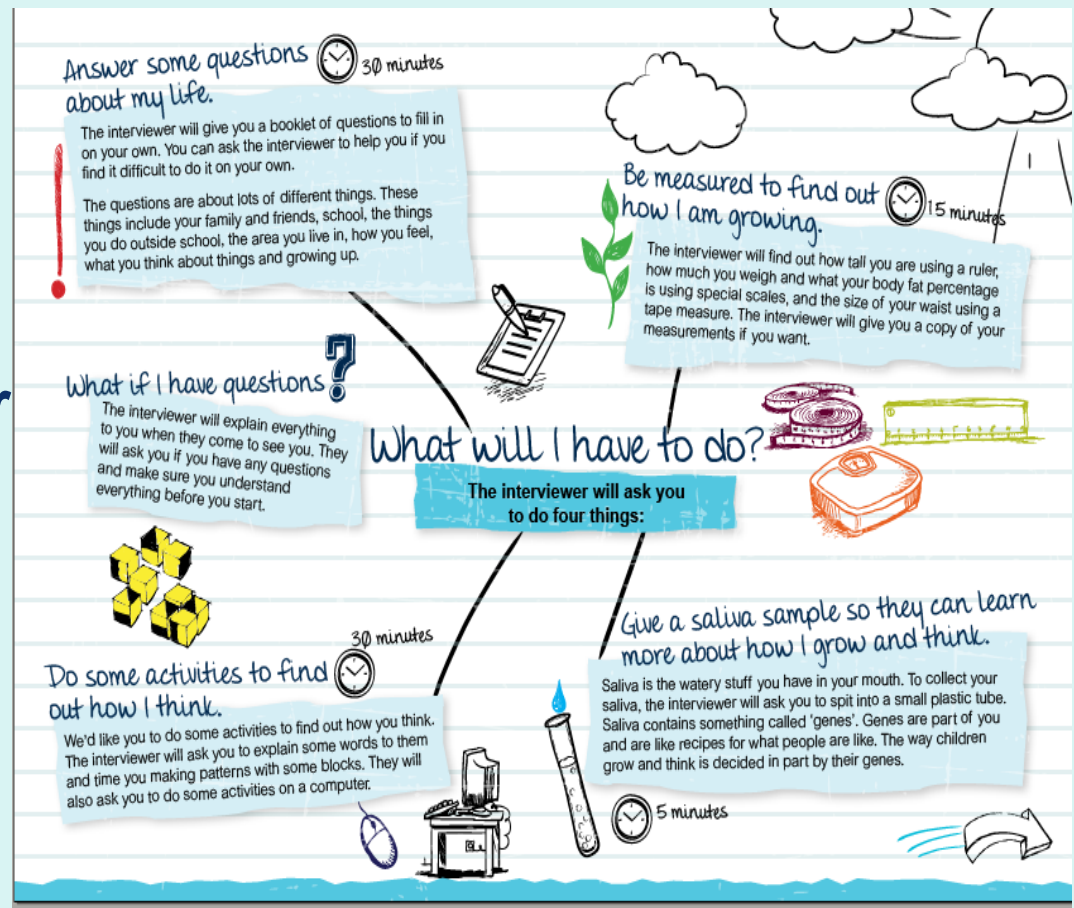 Answer some questions
about my life.
30 minutes
The interviewer will give you a booklet of questions to fill in
on your own. You can ask the interviewer to help you if you
find it difficult to do it on your own.
The questions are about lots of different things. These
things include your family and friends, school, the things
you do outside school, the area you live in, how you feel,
what you think about things and growing up.
Be measured to find out
how I am growing.
15 minutes
The interviewer will find out how tall you are using a ruler,
how much you weigh and what your body fat percentage
is using special scales, and the size of your waist using a
tape measure. The interviewer will give you a copy of your
measurements if you want.
What if I have questions?
The interviewer will explain everything
to you when they come to see you. They
will ask you if you have any questions
and make sure you understand
everything before you start.
r
What will I have to do?
The interviewer will ask you
to do four things:
Do some activities to find
out how I think.
30 minutes
We'd like you to do some activities to find out how you think.
The interviewer will ask you to explain some words to them
and time you making patterns with some blocks. They will
also ask you to do some activities on a computer.
Give a saliva sample so they can learn
more about how I grow and think.
Saliva is the watery stuff you have in your mouth. To collect your
saliva, the interviewer will ask you to spit into a small plastic tube.
Saliva contains something called 'genes'. Genes are part of you
and are like recipes for what people are like. The way children
grow and think is decided in part by their genes.
5 minutes